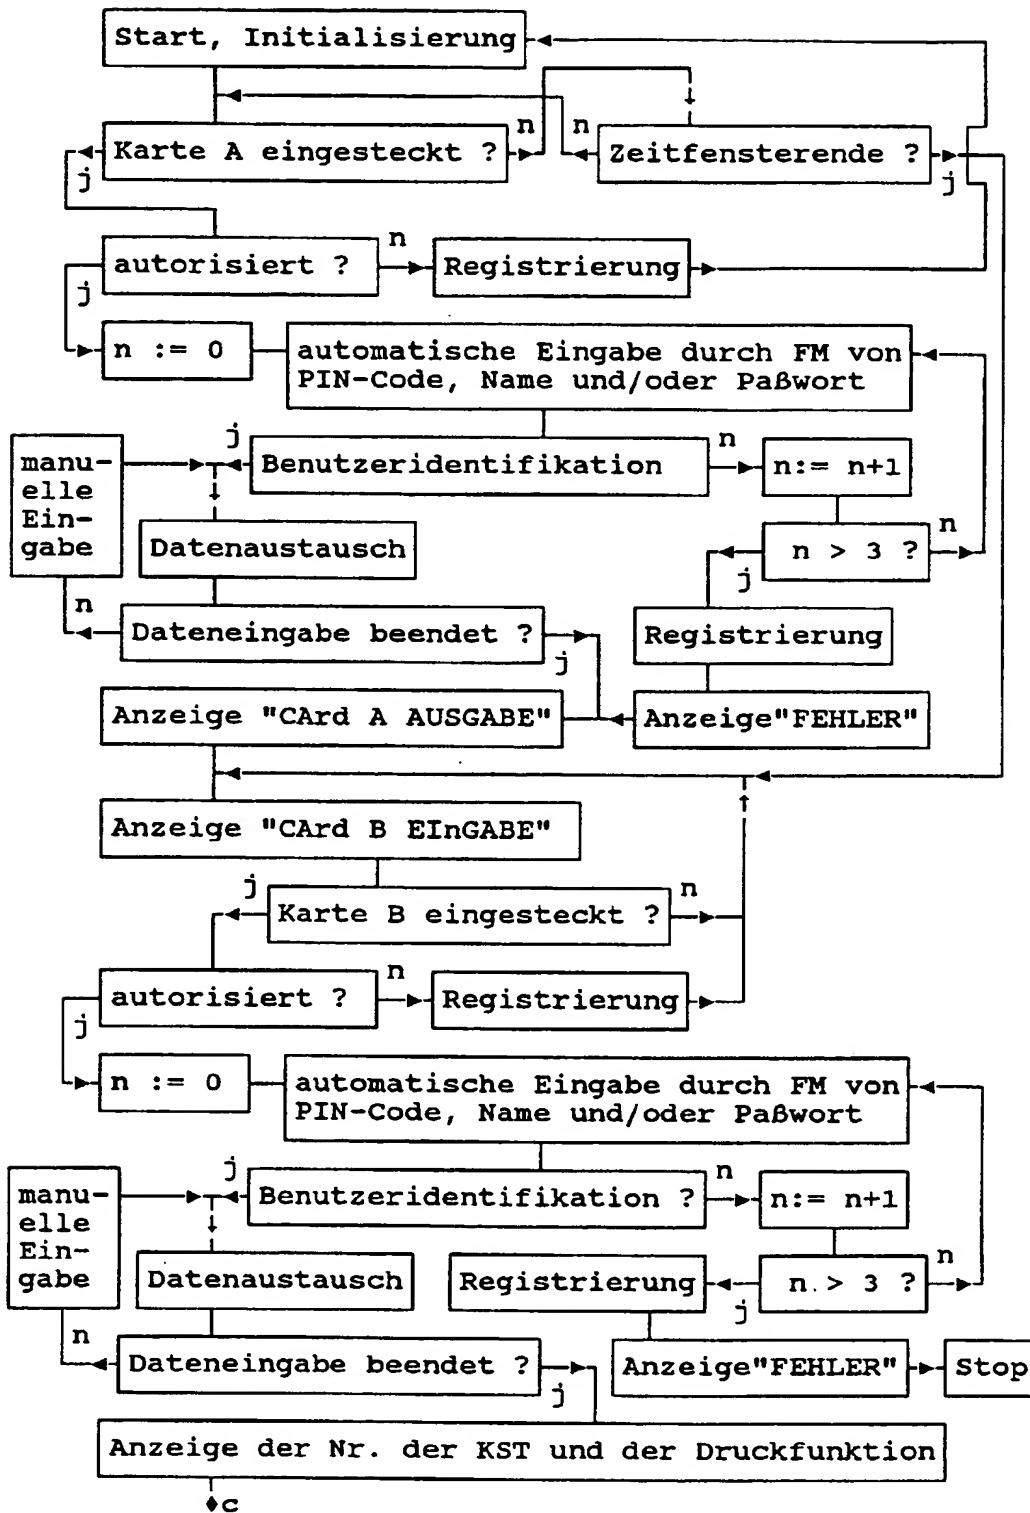 Start, Initialisierung
n n
Karte A eingesteckt ? Zeitfensterende ?
j j
n
autorisiert ? Registrierung
j
n := 0 automatische Eingabe durch FM von
PIN-Code, Name und/oder Paßwort
j n
manu- Benutzeridentifikation n:= n+1
elle
Ein-
gabe Datenaustausch n > 3 ? n
j
n
Dateneingabe beendet ? Registrierung
j
Anzeige "CArd A AUSGABE" Anzeige"FEHLER"
Anzeige "CArd B EInGABE"
j n
Karte B eingesteckt ?
n
autorisiert ? Registrierung
j
n := 0 automatische Eingabe durch FM von
PIN-Code, Name und/oder Paßwort
j n
manu- Benutzeridentifikation ? n:= n+1
elle
Ein-
gabe Datenaustausch Registrierung n.> 3 ? n
j
n
Dateneingabe beendet ? Anzeige"FEHLER" Stop
j
Anzeige der Nr. der KST und der Druckfunktion
♦c